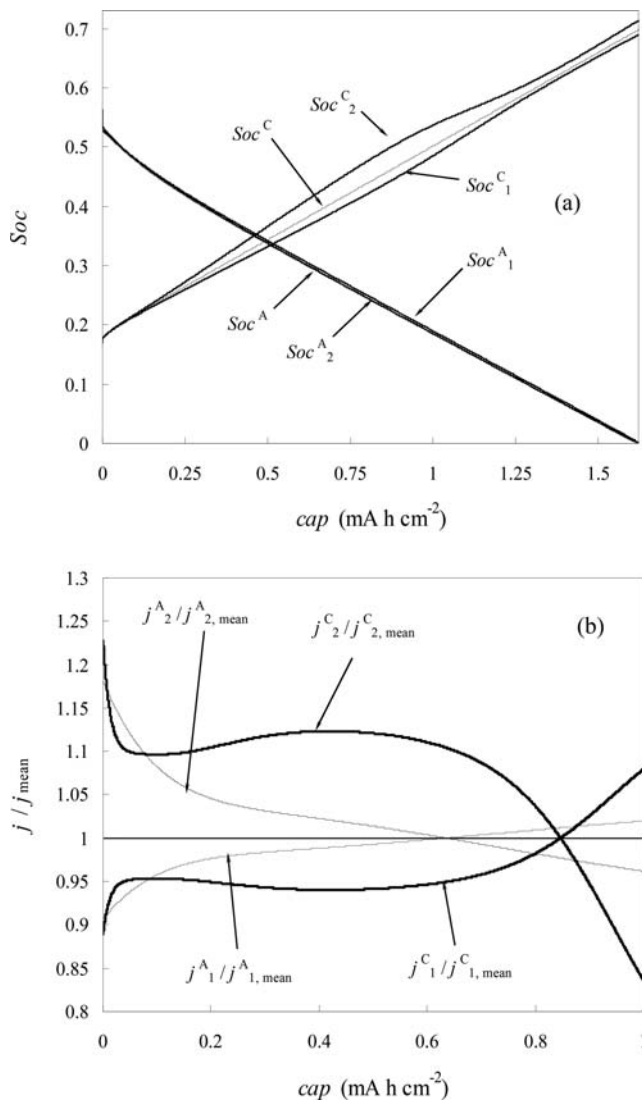 0.7
0.6
0.5
0.4
0.3
0.2
0.1
0
Soc
Soc^C_2
Soc^C
Soc^C_1
(a)
Soc^A_1
Soc^A
Soc^A_2
0 0.25 0.5 0.75 1 1.25 1.5
cap (mA h cm^-2)
1.3
1.25
1.2
1.15
1.1
1.05
1
0.95
0.9
0.85
0.8
j / j_mean
j^A_2 / j^A_2, mean
j^C_2 / j^C_2, mean
(b)
j^A_1 / j^A_1, mean
j^C_1 / j^C_1, mean
0 0.2 0.4 0.6 0.8 1
cap (mA h cm^-2)